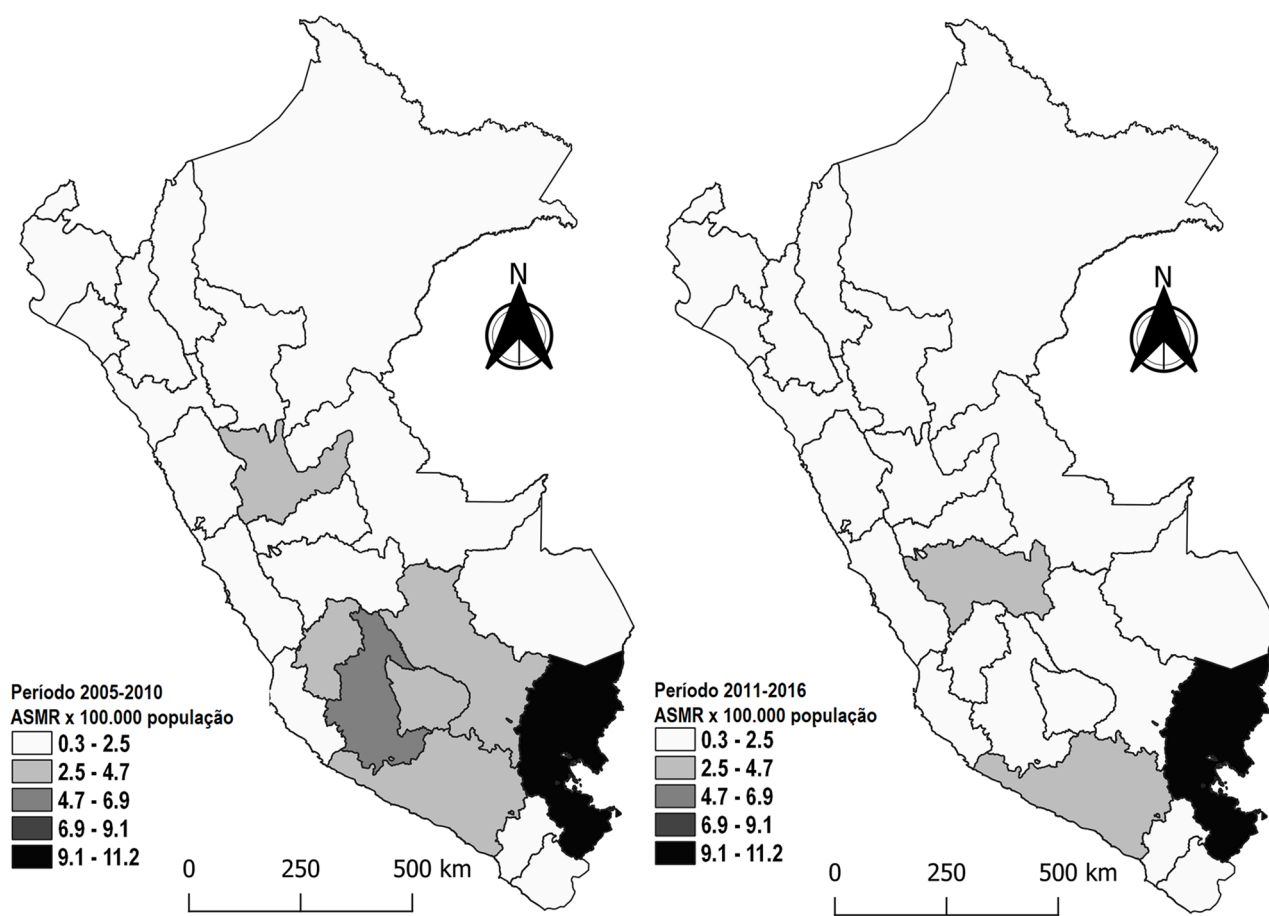 N
Período 2005-2010
ASMR x 100.000 população
0.3 - 2.5
2.5 - 4.7
4.7 - 6.9
6.9 - 9.1
9.1 - 11.2
0 250 500 km
N
Período 2011-2016
ASMR x 100.000 população
0.3 - 2.5
2.5 - 4.7
4.7 - 6.9
6.9 - 9.1
9.1 - 11.2
0 250 500 km